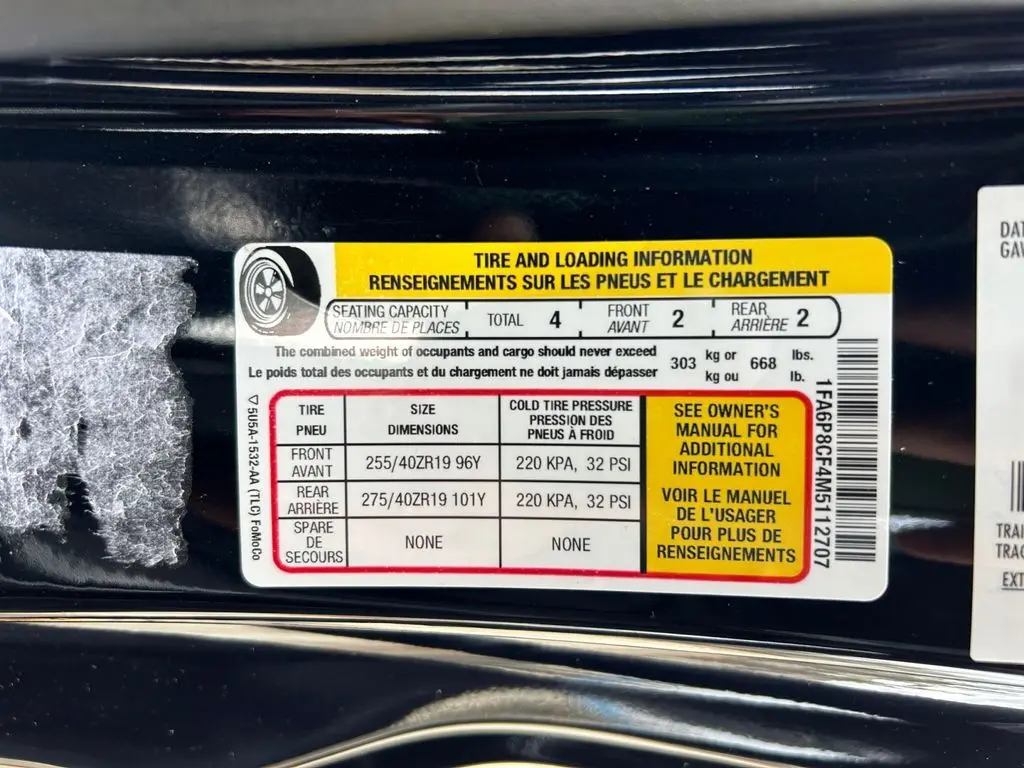 TIRE AND LOADING INFORMATION
RENSEIGNEMENTS SUR LES PNEUS ET LE CHARGEMENT
SEATING CAPACITY TOTAL 4 FRONT 2 REAR 2
NOMBRE DE PLACES AVANT ARRIÈRE
The combined weight of occupants and cargo should never exceed 303 kg or 668 lbs.
Le poids total des occupants et du chargement ne doit jamais dépasser kg ou lb.
TIRE SIZE COLD TIRE PRESSURE
PNEU DIMENSIONS PRESSION DES
PNEUS À FROID
FRONT
AVANT 255/40ZR19 96Y 220 KPA, 32 PSI
REAR
ARRIÈRE 275/40ZR19 101Y 220 KPA, 32 PSI
SPARE
DE
SECOURS NONE NONE
SEE OWNER'S
MANUAL FOR
ADDITIONAL
INFORMATION
VOIR LE MANUEL
DE L'USAGER
POUR PLUS DE
RENSEIGNEMENTS
5U5A-1532-AA (TLC) FoMoCo
1FA6P8CF4M5112707
DAT
GAV
TRAI
TRAC
EXT